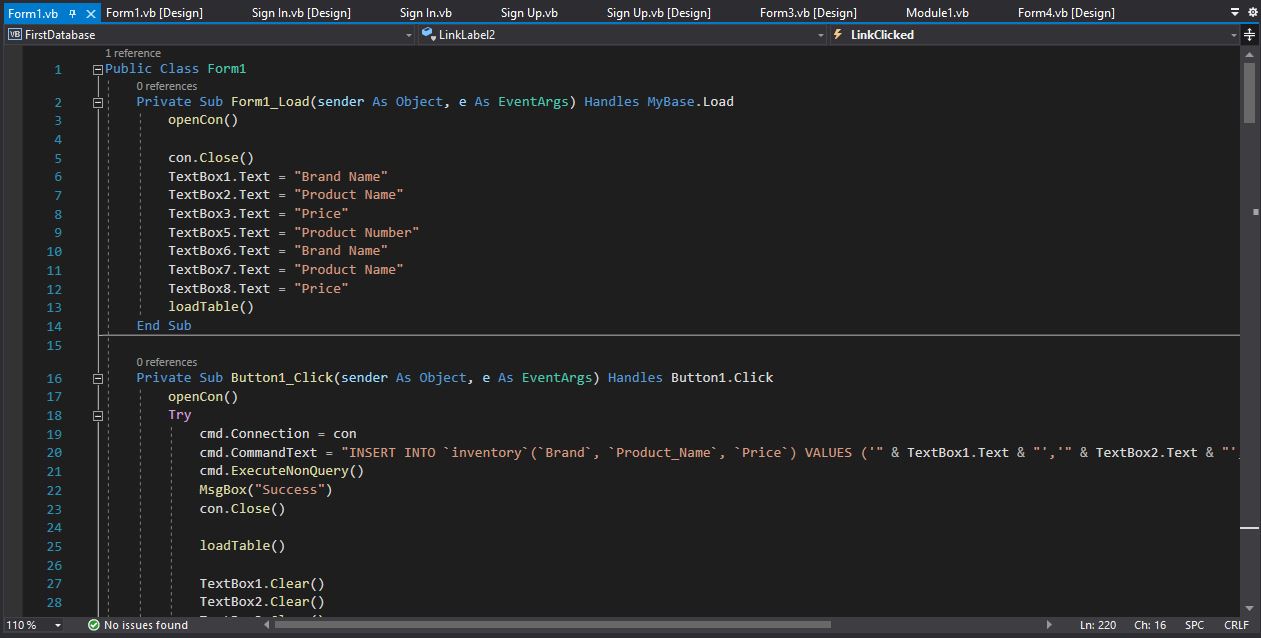 Form1.vb Form1.vb [Design] Sign In.vb [Design] Sign In.vb Sign Up.vb Sign Up.vb [Design] Form3.vb [Design] Module1.vb Form4.vb [Design]
VB FirstDatabase LinkLabel2 LinkClicked
1 reference
1 Public Class Form1
0 references
2 Private Sub Form1_Load(sender As Object, e As EventArgs) Handles MyBase.Load
3 openCon()
4
5 con.Close()
6 TextBox1.Text = "Brand Name"
7 TextBox2.Text = "Product Name"
8 TextBox3.Text = "Price"
9 TextBox5.Text = "Product Number"
10 TextBox6.Text = "Brand Name"
11 TextBox7.Text = "Product Name"
12 TextBox8.Text = "Price"
13 loadTable()
14 End Sub
15
0 references
16 Private Sub Button1_Click(sender As Object, e As EventArgs) Handles Button1.Click
17 openCon()
18 Try
19 cmd.Connection = con
20 cmd.CommandText = "INSERT INTO `inventory`(`Brand`, `Product_Name`, `Price`) VALUES ('" & TextBox1.Text & "','" & TextBox2.Text & "',
21 cmd.ExecuteNonQuery()
22 MsgBox("Success")
23 con.Close()
24
25 loadTable()
26
27 TextBox1.Clear()
28 TextBox2.Clear()
110 % No issues found Ln: 220 Ch: 16 SPC CRLF